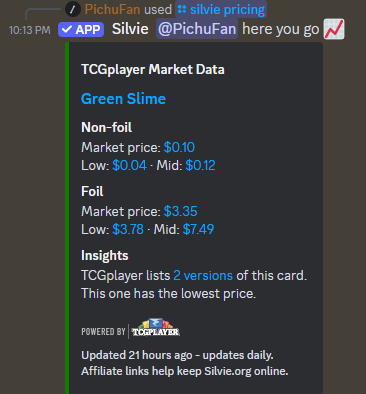 / PichuFan used silvie pricing
10:13 PM ✓ APP Silvie @PichuFan here you go
TCGplayer Market Data
Green Slime
Non-foil
Market price: $0.10
Low: $0.04 · Mid: $0.12
Foil
Market price: $3.35
Low: $3.78 · Mid: $7.49
Insights
TCGplayer lists 2 versions of this card.
This one has the lowest price.
POWERED BY TCGPLAYER
Updated 21 hours ago - updates daily.
Affiliate links help keep Silvie.org online.